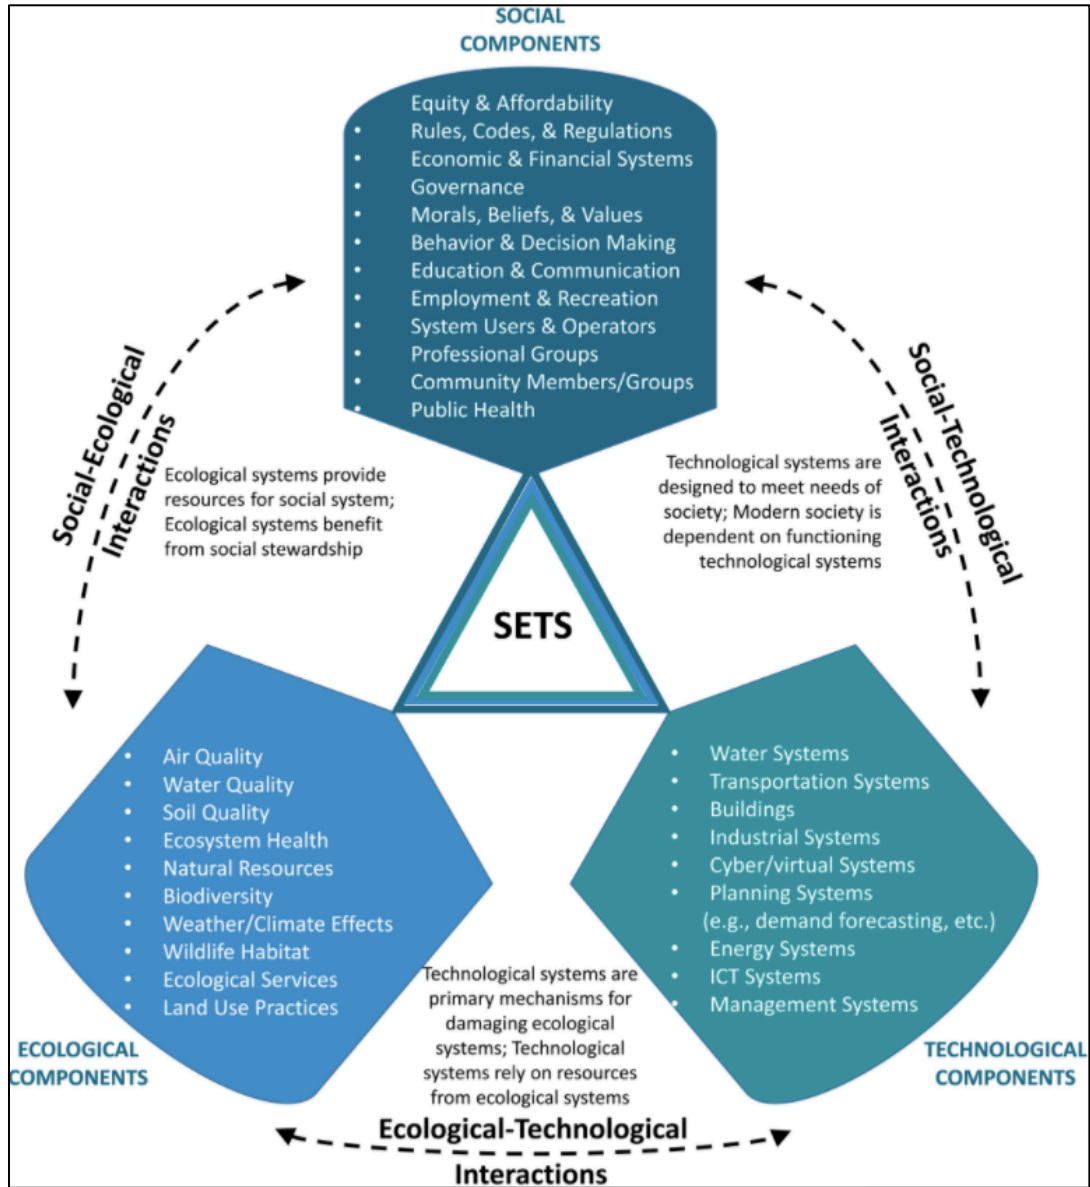 SOCIAL
COMPONENTS
Equity & Affordability
• Rules, Codes, & Regulations
• Economic & Financial Systems
• Governance
• Morals, Beliefs, & Values
• Behavior & Decision Making
• Education & Communication
• Employment & Recreation
• System Users & Operators
• Professional Groups
• Community Members/Groups
• Public Health
Social-Ecological
Interactions
Ecological systems provide
resources for social system;
Ecological systems benefit
from social stewardship
Social-Technological
Interactions
Technological systems are
designed to meet needs of
society; Modern society is
dependent on functioning
technological systems
SETS
• Air Quality
• Water Quality
• Soil Quality
• Ecosystem Health
• Natural Resources
• Biodiversity
• Weather/Climate Effects
• Wildlife Habitat
• Ecological Services
• Land Use Practices
ECOLOGICAL
COMPONENTS
• Water Systems
• Transportation Systems
• Buildings
• Industrial Systems
• Cyber/virtual Systems
• Planning Systems
(e.g., demand forecasting, etc.)
• Energy Systems
• ICT Systems
• Management Systems
TECHNOLOGICAL
COMPONENTS
Technological systems are
primary mechanisms for
damaging ecological
systems; Technological
systems rely on resources
from ecological systems
Ecological-Technological
Interactions